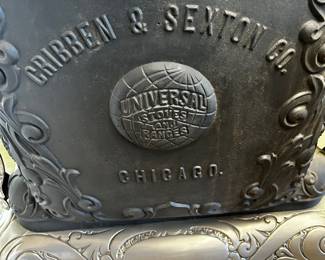 CRIBBEN & SEXTON CO.
UNIVERSAL
STOVES
AND
RANGES
CHICAGO.